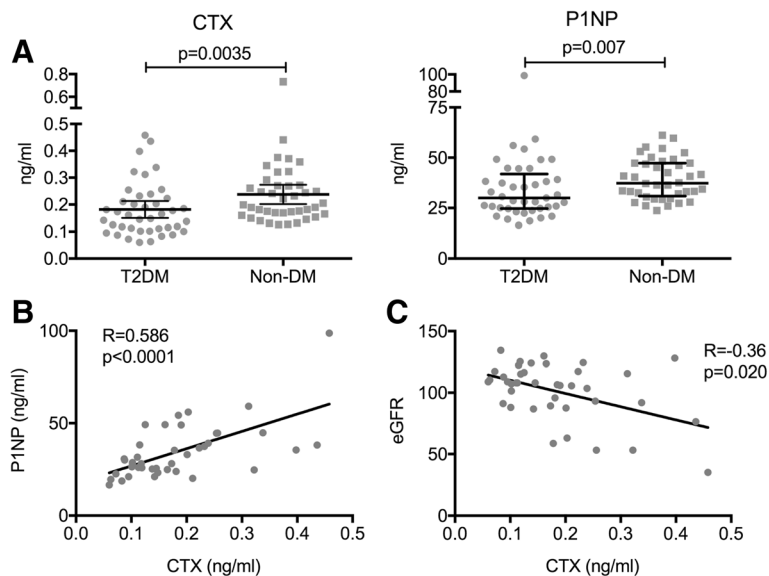 CTX
P1NP
A
p=0.0035
p=0.007
0.8
0.6
0.5
0.4
0.3
0.2
0.1
0.0
ng/ml
T2DM
Non-DM
100
80
75
50
25
0
ng/ml
T2DM
Non-DM
B
R=0.586
p<0.0001
100
50
0
P1NP (ng/ml)
0.0
0.1
0.2
0.3
0.4
0.5
CTX (ng/ml)
C
R=-0.36
p=0.020
150
100
50
0
eGFR
0.0
0.1
0.2
0.3
0.4
0.5
CTX (ng/ml)